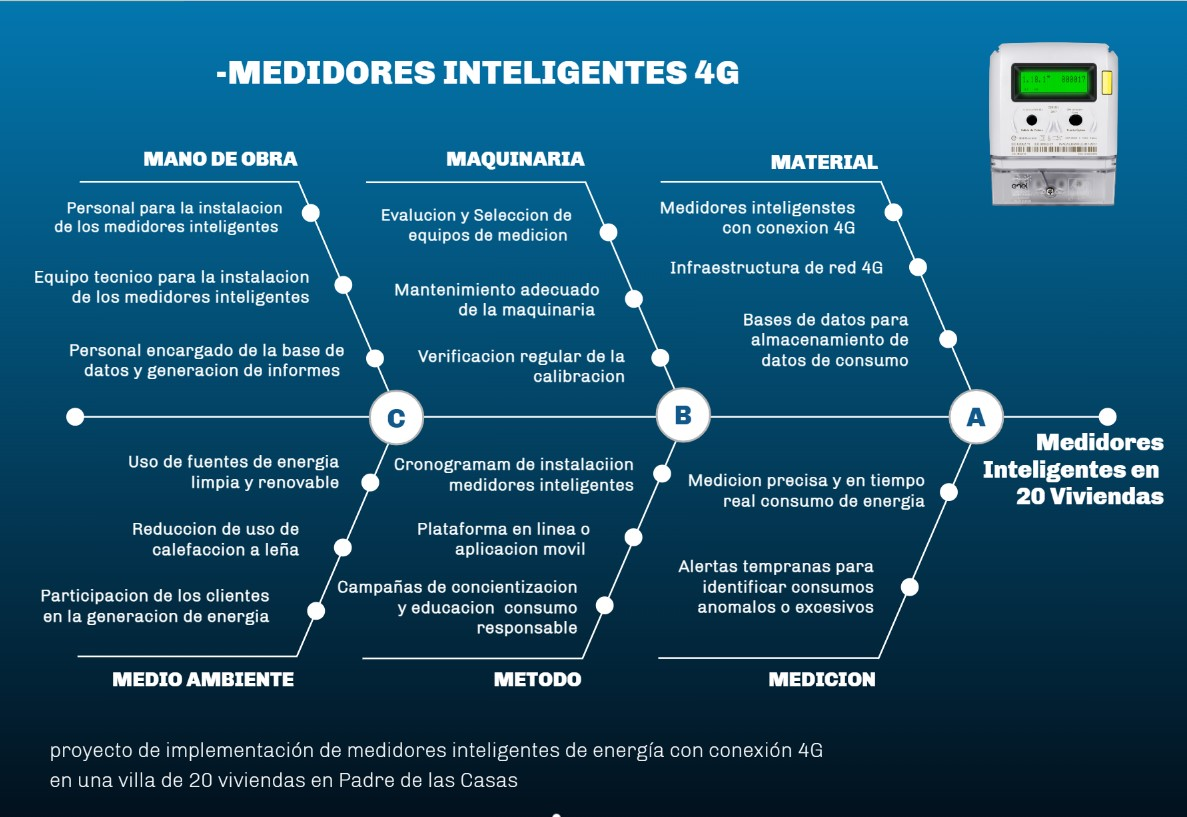 -MEDIDORES INTELIGENTES 4G
MANO DE OBRA
Personal para la instalacion
de los medidores inteligentes
Equipo tecnico para la instalacion
de los medidores inteligentes
Personal encargado de la base de
datos y generacion de informes
MAQUINARIA
Evalucion y Seleccion de
equipos de medicion
Mantenimiento adecuado
de la maquinaria
Verificacion regular de la
calibracion
MATERIAL
Medidores inteligenstes
con conexion 4G
Infraestructura de red 4G
Bases de datos para
almacenamiento de
datos de consumo
C
B
A
Medidores
Inteligentes en
20 Viviendas
Uso de fuentes de energia
limpia y renovable
Reduccion de uso de
calefaccion a leña
Participacion de los clientes
en la generacion de energia
MEDIO AMBIENTE
Cronogramam de instalaciion
medidores inteligentes
Plataforma en linea o
aplicacion movil
Campañas de concientizacion
y educacion consumo
responsable
METODO
Medicion precisa y en tiempo
real consumo de energia
Alertas tempranas para
identificar consumos
anomalos o excesivos
MEDICION
enel
proyecto de implementación de medidores inteligentes de energía con conexión 4G
en una villa de 20 viviendas en Padre de las Casas